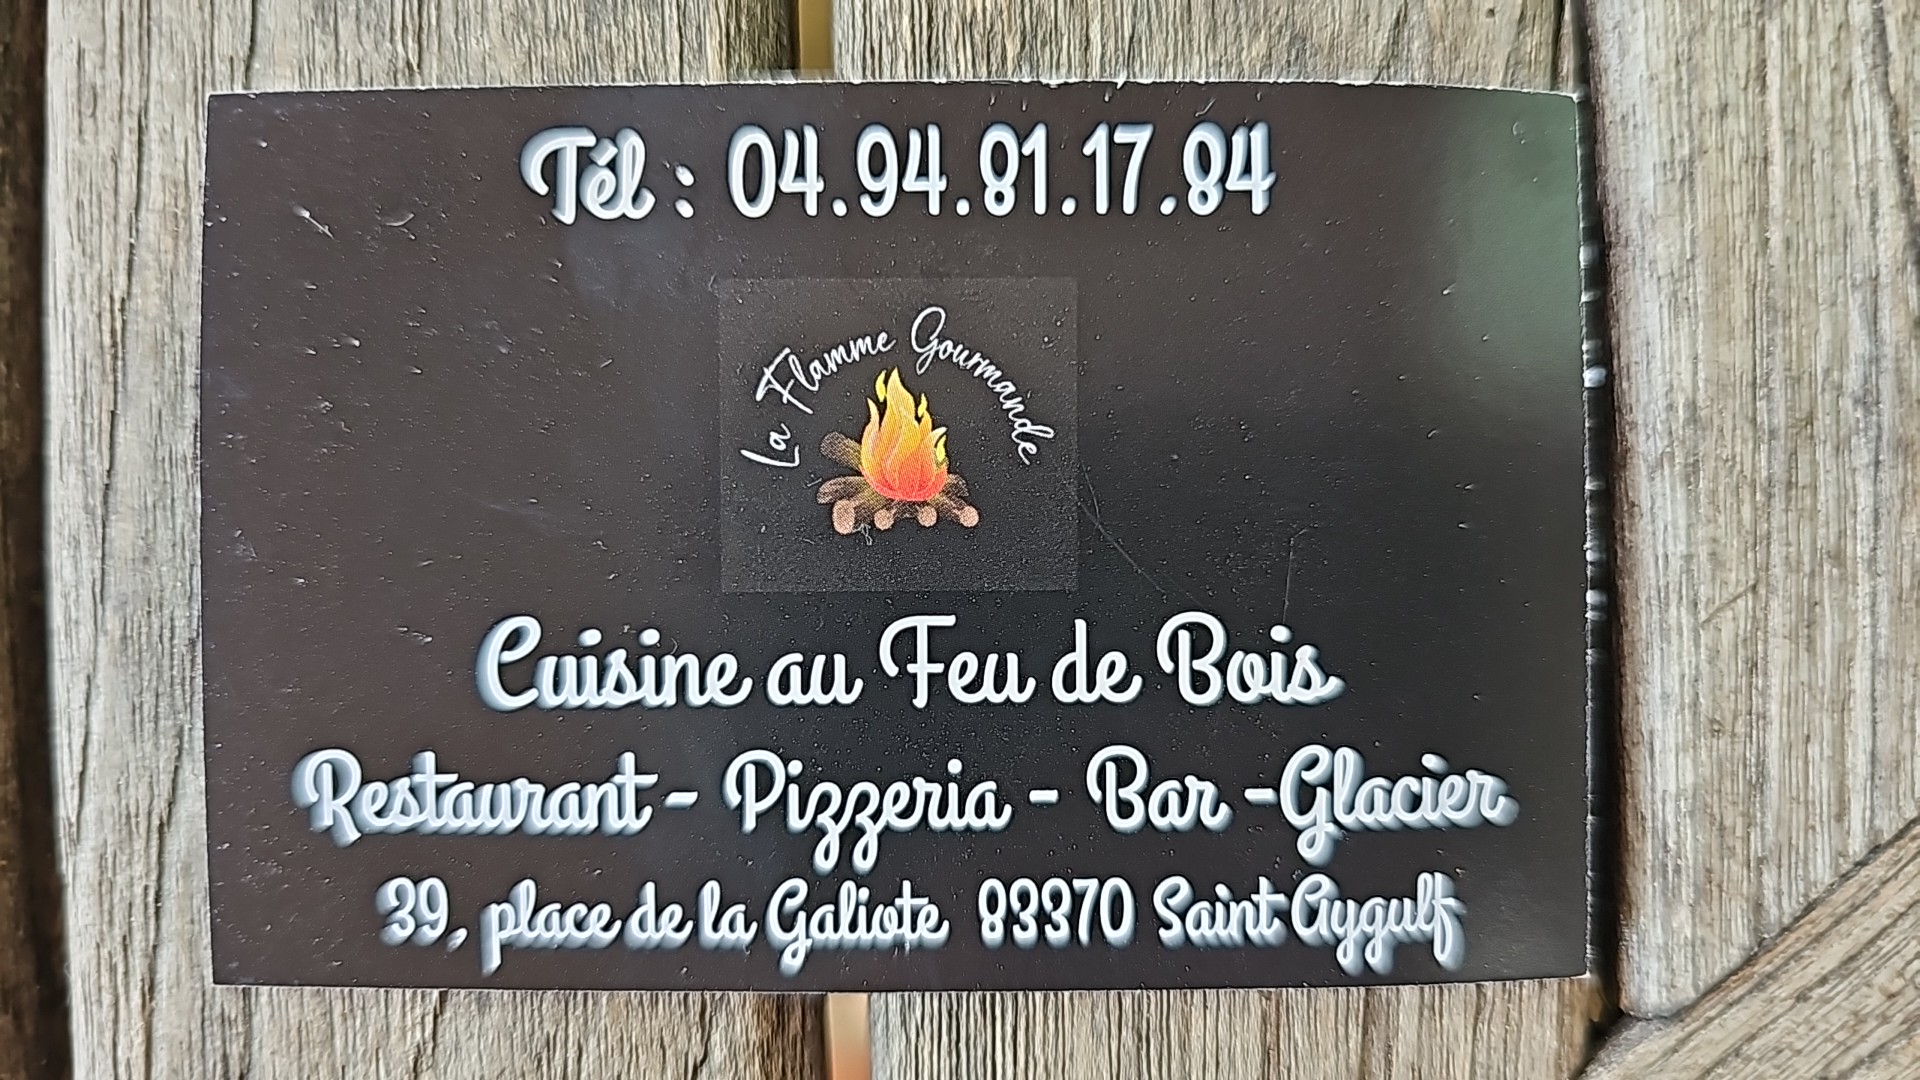 Tél : 04.94.81.17.84
La Flamme Gourmande
Cuisine au Feu de Bois
Restaurant - Pizzeria - Bar -Glacier
39, place de la Galiote 83370 Saint Aygulf